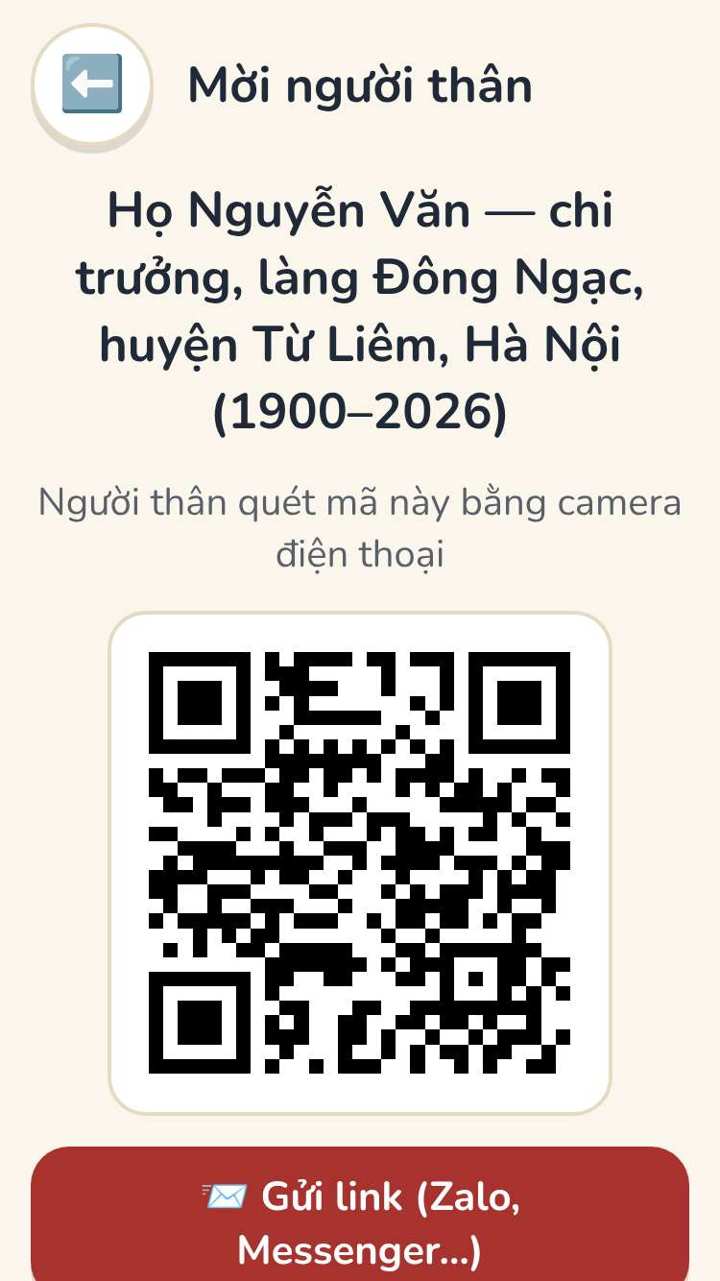 Mời người thân
Họ Nguyễn Văn — chi
trưởng, làng Đông Ngạc,
huyện Từ Liêm, Hà Nội
(1900–2026)
Người thân quét mã này bằng camera
điện thoại
Gửi link (Zalo,
Messenger...)